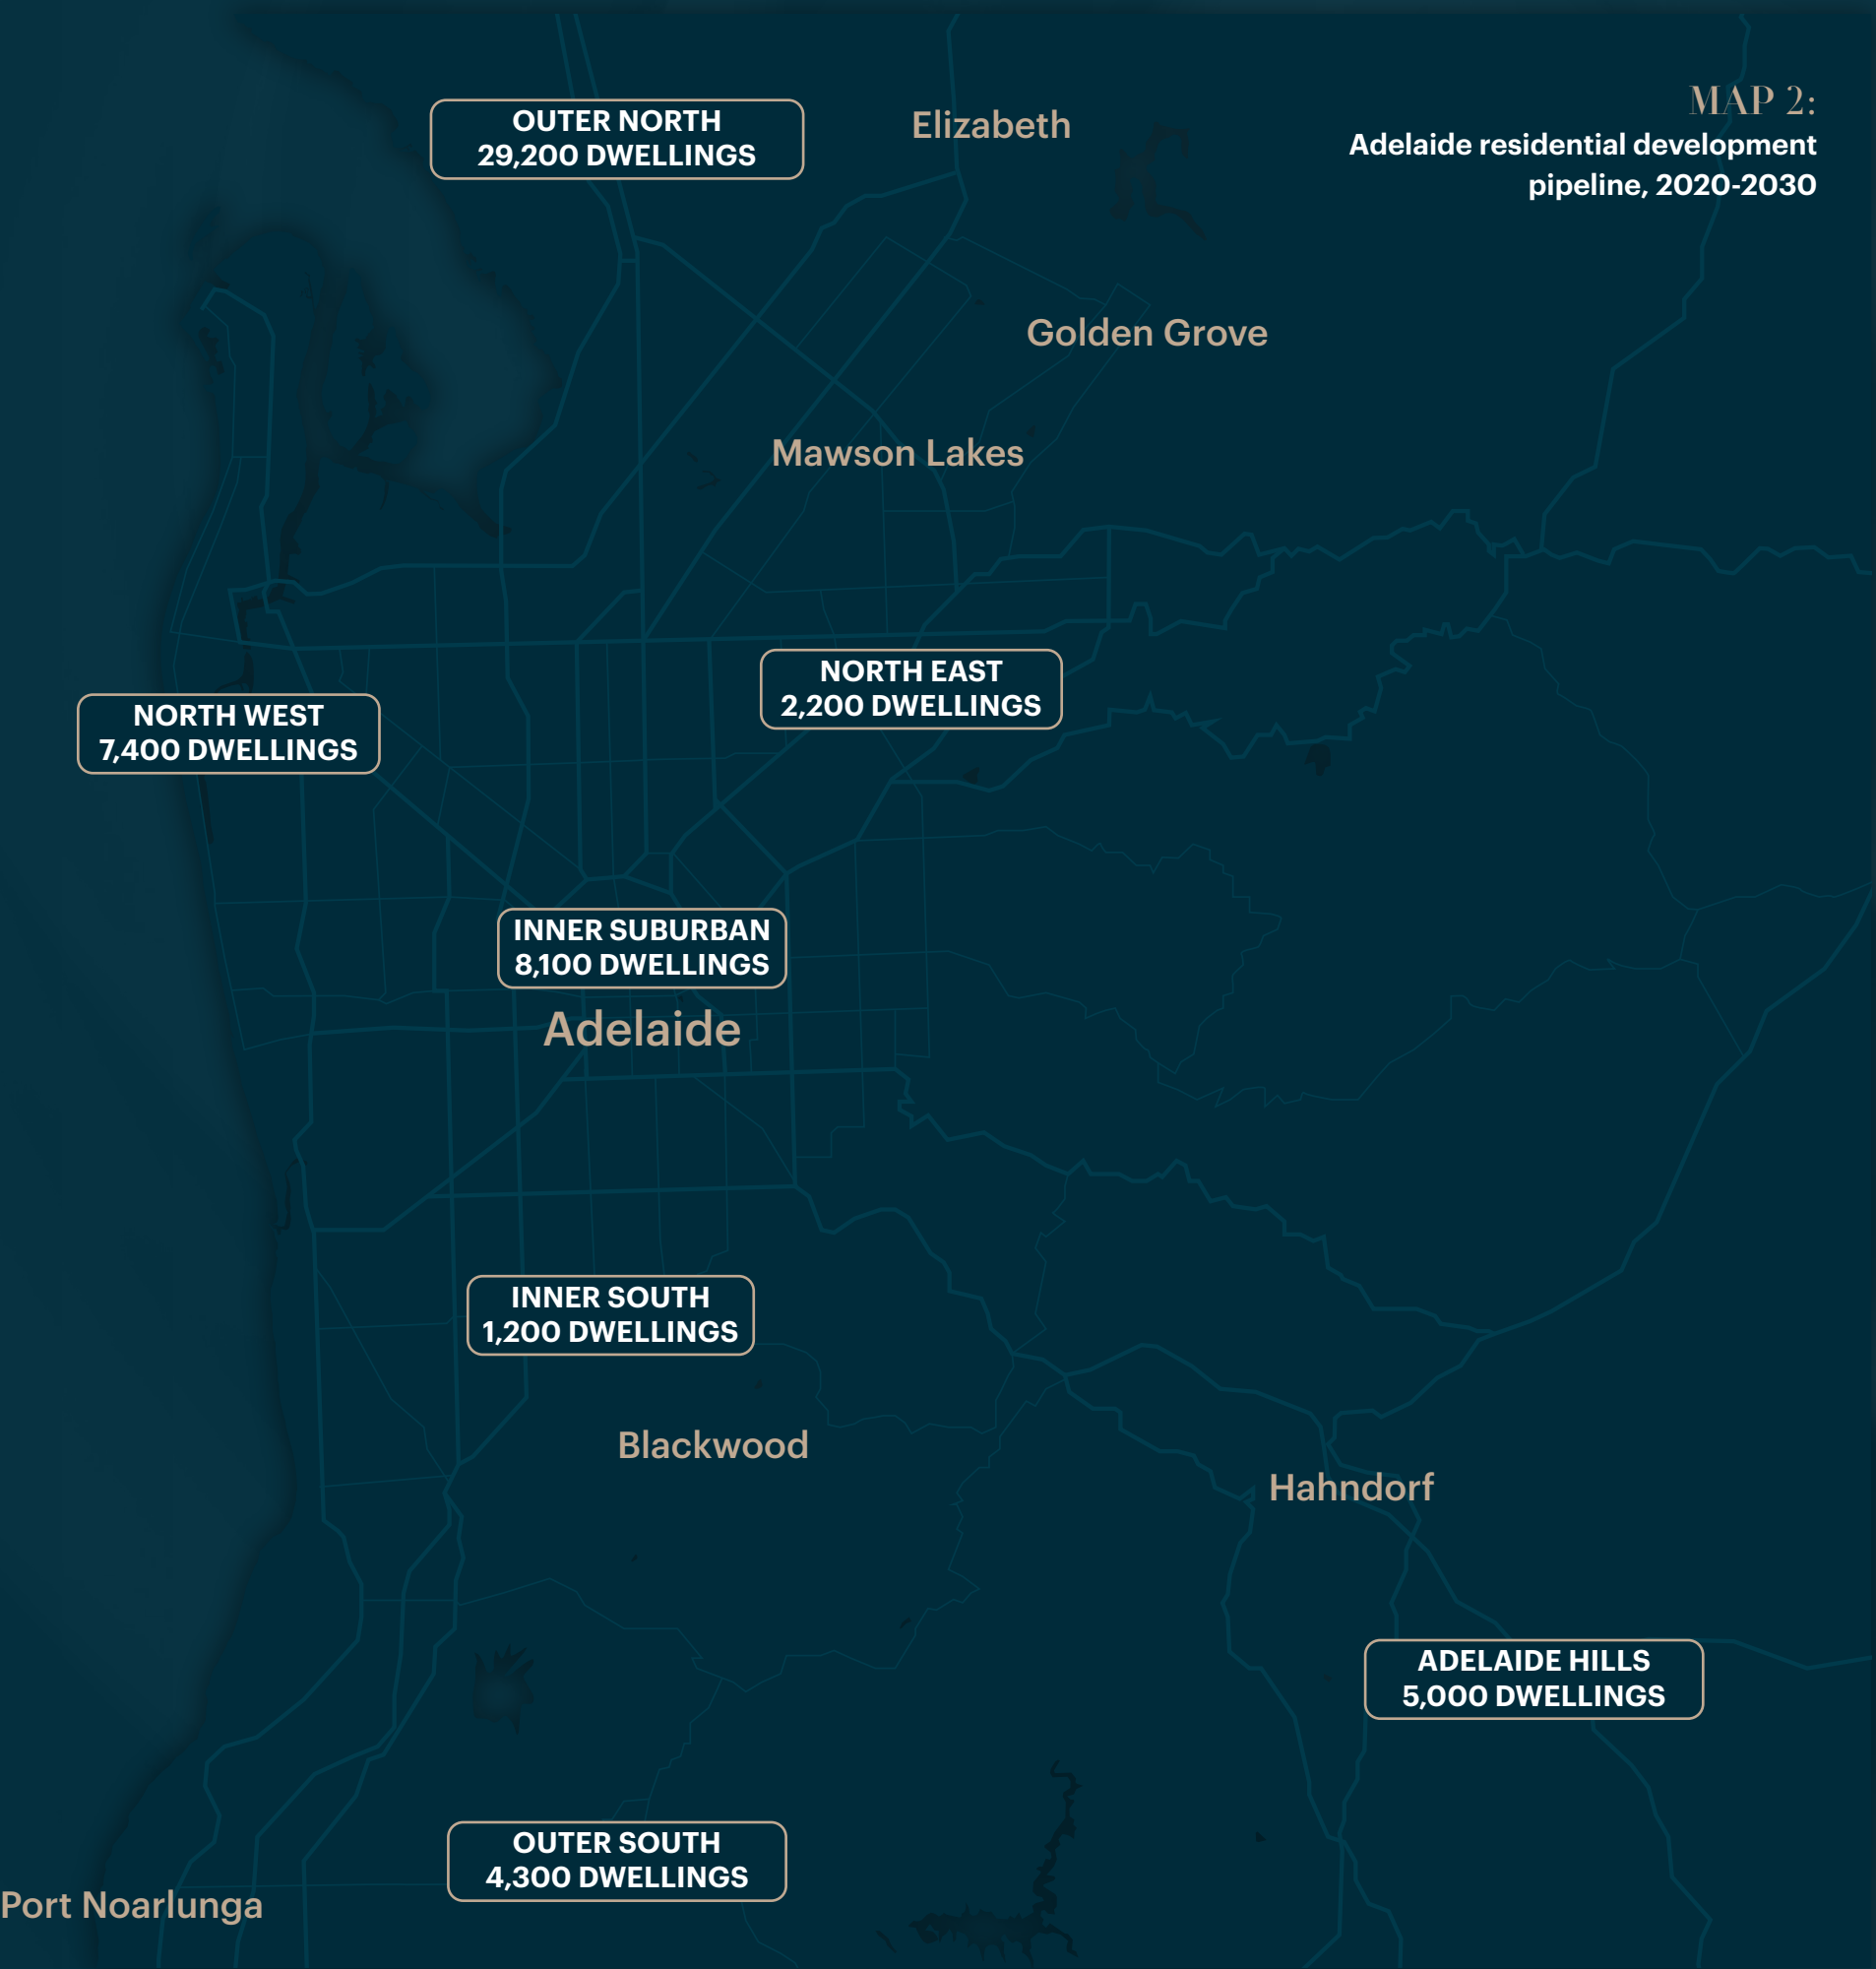 MAP 2:
Adelaide residential development
pipeline, 2020-2030
OUTER NORTH
29,200 DWELLINGS
Elizabeth
Golden Grove
Mawson Lakes
NORTH EAST
2,200 DWELLINGS
NORTH WEST
7,400 DWELLINGS
INNER SUBURBAN
8,100 DWELLINGS
Adelaide
INNER SOUTH
1,200 DWELLINGS
Blackwood
Hahndorf
ADELAIDE HILLS
5,000 DWELLINGS
OUTER SOUTH
4,300 DWELLINGS
Port Noarlunga